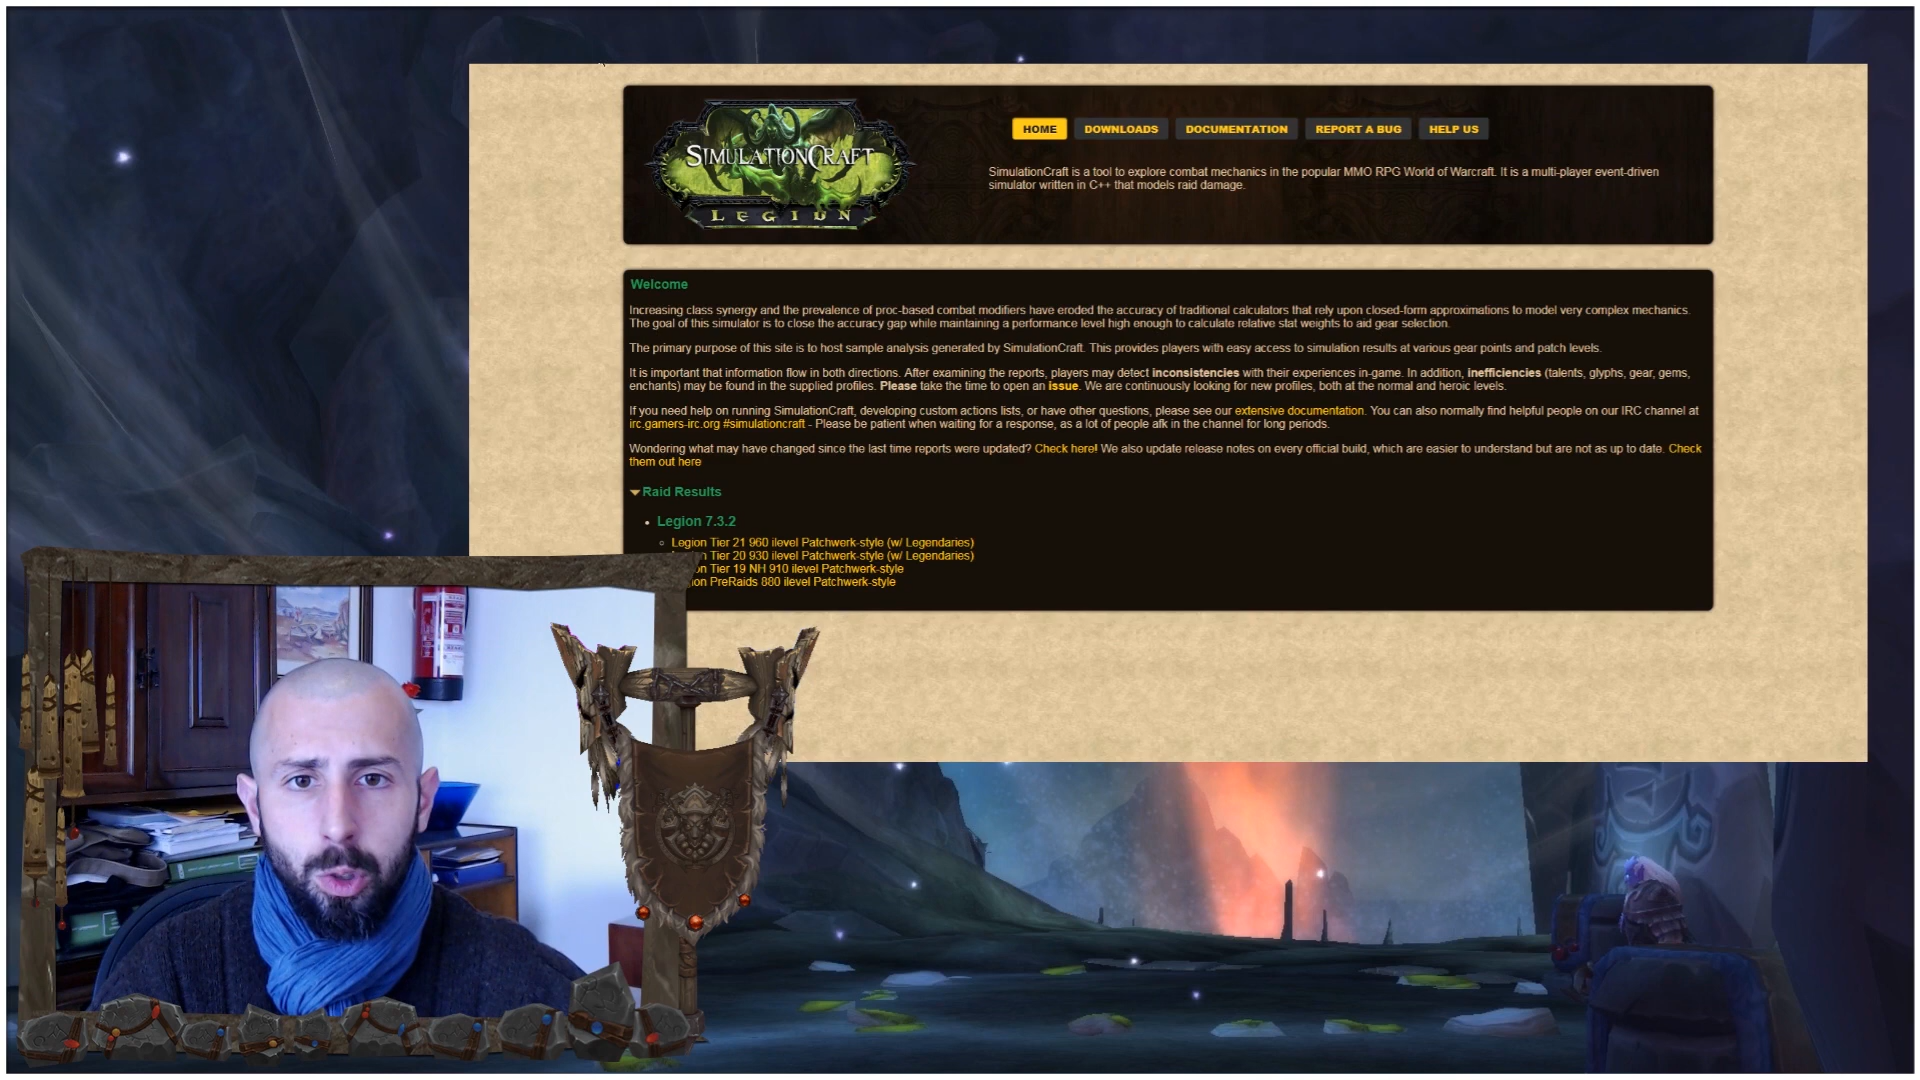 SIMULATIONCRAFT
LEGION
HOME DOWNLOADS DOCUMENTATION REPORT A BUG HELP US
SimulationCraft is a tool to explore combat mechanics in the popular MMO RPG World of Warcraft. It is a multi-player event-driven
simulator written in C++ that models raid damage.
Welcome
Increasing class synergy and the prevalence of proc-based combat modifiers have eroded the accuracy of traditional calculators that rely upon closed-form approximations to model very complex mechanics.
The goal of this simulator is to close the accuracy gap while maintaining a performance level high enough to calculate relative stat weights to aid gear selection.
The primary purpose of this site is to host sample analysis generated by SimulationCraft. This provides players with easy access to simulation results at various gear points and patch levels.
It is important that information flow in both directions. After examining the reports, players may detect inconsistencies with their experiences in-game. In addition, inefficiencies (talents, glyphs, gear, gems,
enchants) may be found in the supplied profiles. Please take the time to open an issue. We are continuously looking for new profiles, both at the normal and heroic levels.
If you need help on running SimulationCraft, developing custom actions lists, or have other questions, please see our extensive documentation. You can also normally find helpful people on our IRC channel at
irc.gamers-irc.org #simulationcraft - Please be patient when waiting for a response, as a lot of people afk in the channel for long periods.
Wondering what may have changed since the last time reports were updated? Check here! We also update release notes on every official build, which are easier to understand but are not as up to date. Check
them out here
Raid Results
Legion 7.3.2
Legion Tier 21 960 ilevel Patchwerk-style (w/ Legendaries)
Tier 20 930 ilevel Patchwerk-style (w/ Legendaries)
Tier 19 NH 910 ilevel Patchwerk-style
PreRaids 880 ilevel Patchwerk-style